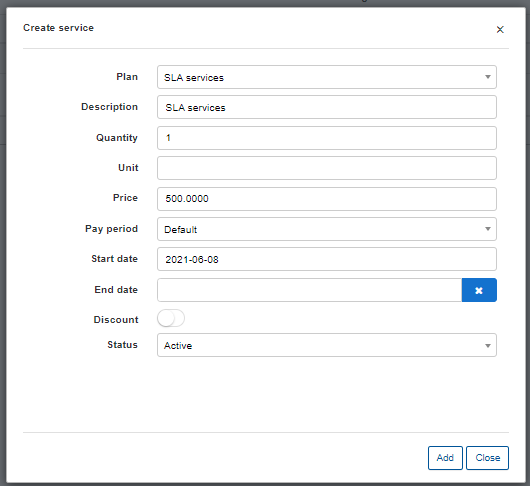 Create service
Plan SLA services
Description SLA services
Quantity 1
Unit
Price 500.0000
Pay period Default
Start date 2021-06-08
End date
Discount
Status Active
Add Close